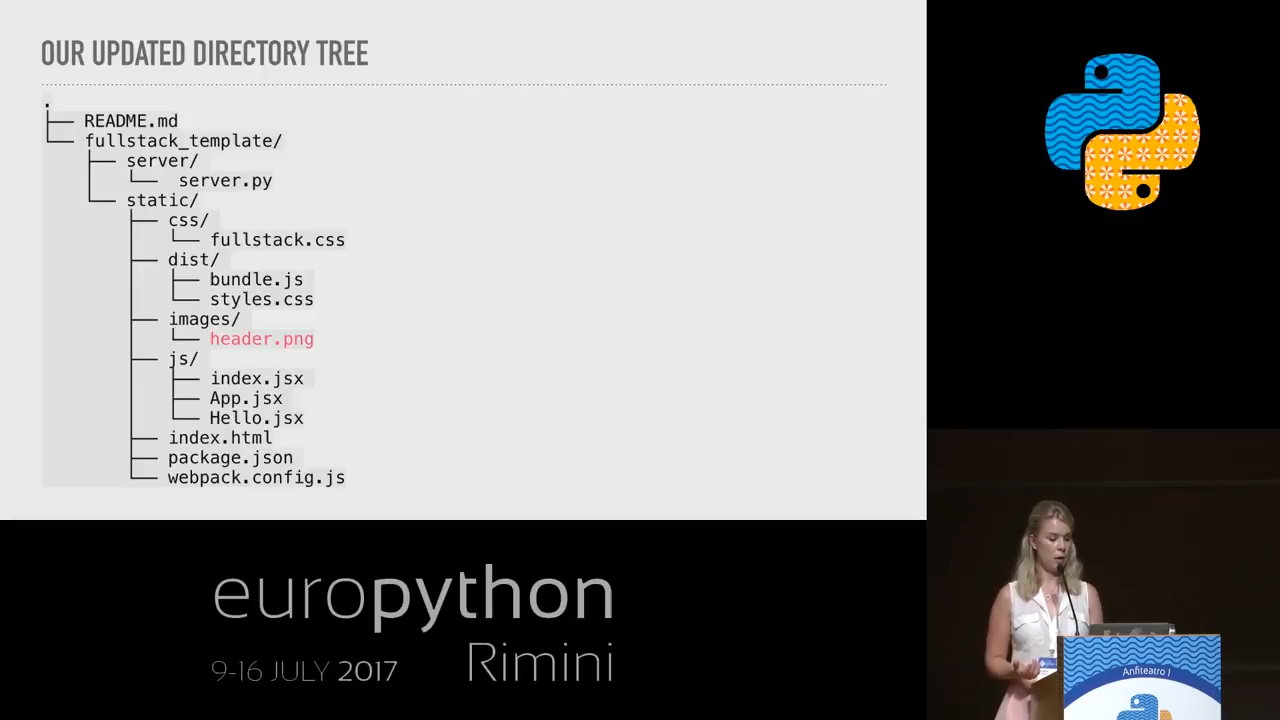 OUR UPDATED DIRECTORY TREE
.
├── README.md
└── fullstack_template/
    ├── server/
    │   └── server.py
    └── static/
        ├── css/
        │   └── fullstack.css
        ├── dist/
        │   ├── bundle.js
        │   └── styles.css
        ├── images/
        │   └── header.png
        ├── js/
        │   ├── index.jsx
        │   ├── App.jsx
        │   └── Hello.jsx
        ├── index.html
        ├── package.json
        └── webpack.config.js
europython
9-16 JULY 2017 Rimini
Anfiteatro 1